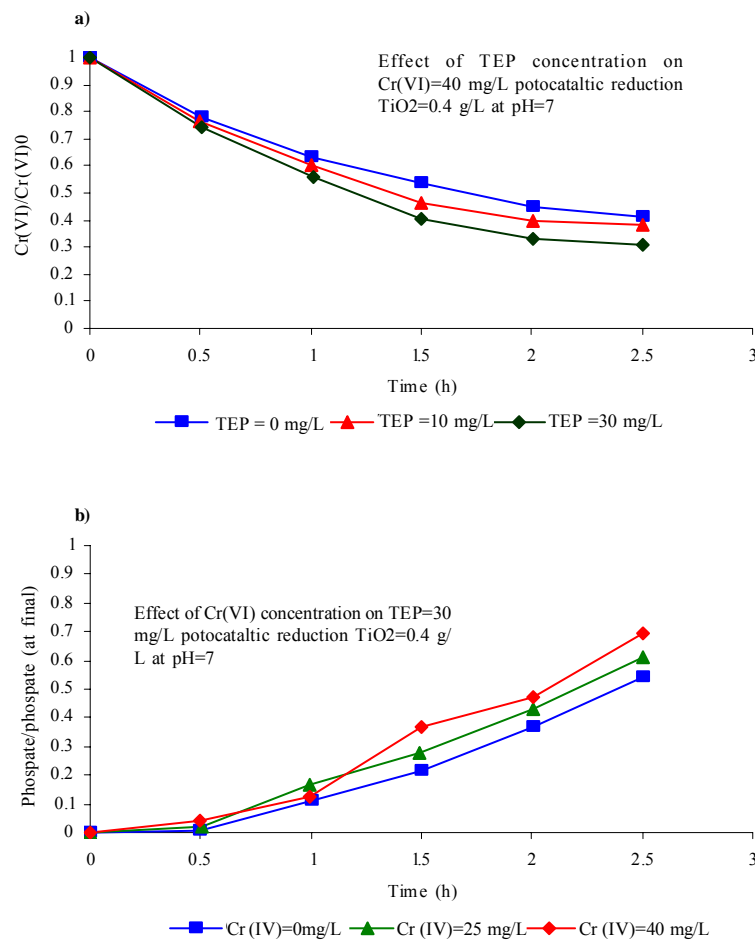 a)
Effect of TEP concentration on
Cr(VI)=40 mg/L potocataltic reduction
TiO2=0.4 g/L at pH=7
Cr(VI)/Cr(VI)0
1
0.9
0.8
0.7
0.6
0.5
0.4
0.3
0.2
0.1
0
0 0.5 1 1.5 2 2.5 3
Time (h)
TEP = 0 mg/L TEP =10 mg/L TEP =30 mg/L
b)
Effect of Cr(VI) concentration on TEP=30
mg/L potocataltic reduction TiO2=0.4 g/
L at pH=7
Phospate/phospate (at final)
1
0.9
0.8
0.7
0.6
0.5
0.4
0.3
0.2
0.1
0
0 0.5 1 1.5 2 2.5 3
Time (h)
Cr (IV)=0mg/L Cr (IV)=25 mg/L Cr (IV)=40 mg/L